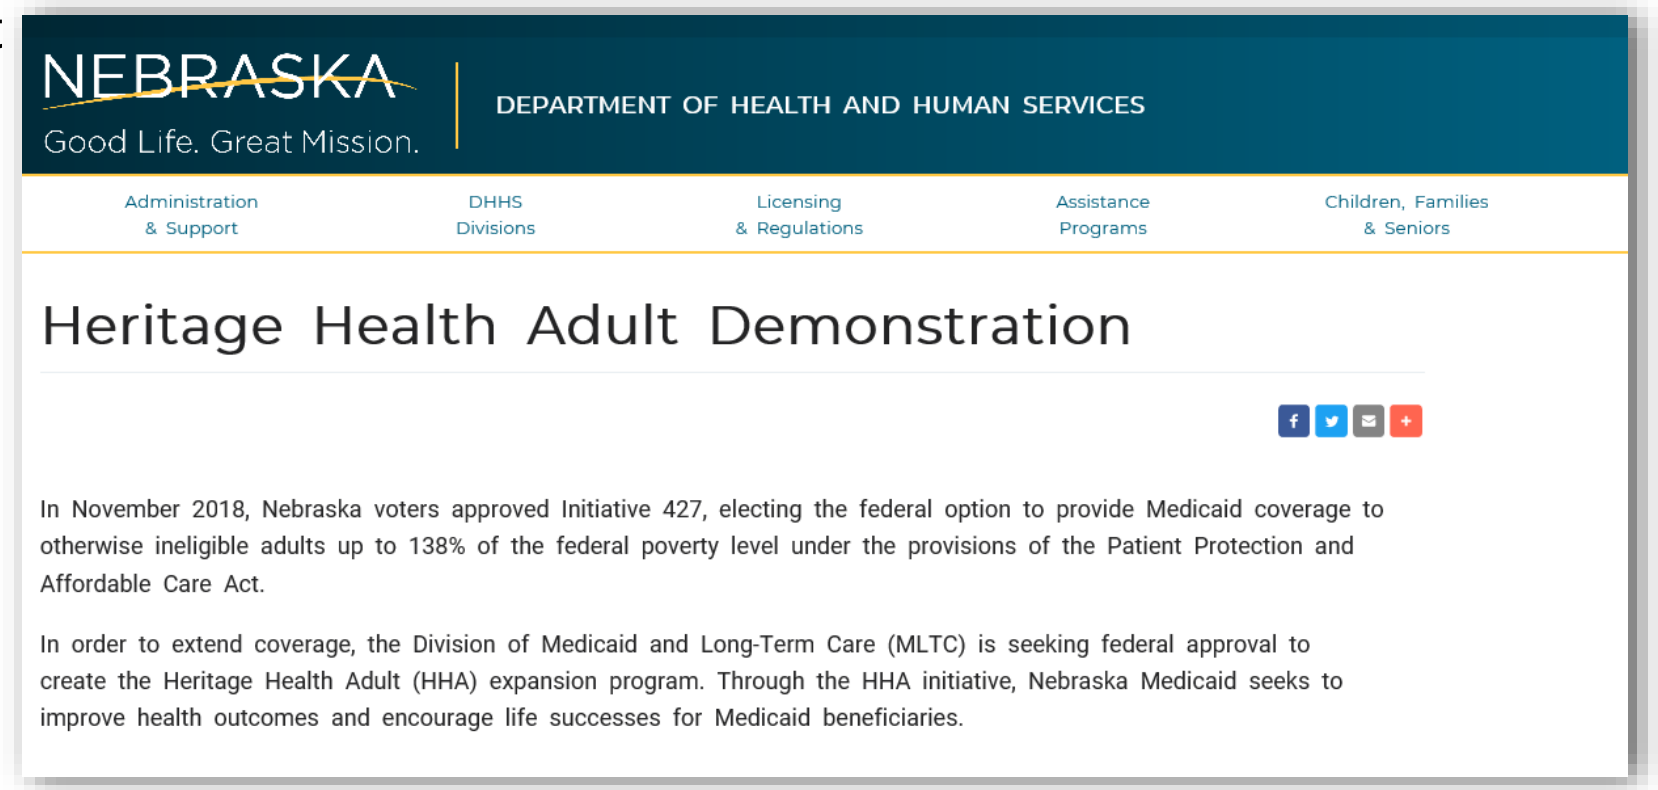 NEBRASKA
Good Life. Great Mission.
DEPARTMENT OF HEALTH AND HUMAN SERVICES
Administration
& Support
DHHS
Divisions
Licensing
& Regulations
Assistance
Programs
Children, Families
& Seniors
Heritage Health Adult Demonstration
In November 2018, Nebraska voters approved Initiative 427, electing the federal option to provide Medicaid coverage to
otherwise ineligible adults up to 138% of the federal poverty level under the provisions of the Patient Protection and
Affordable Care Act.
In order to extend coverage, the Division of Medicaid and Long-Term Care (MLTC) is seeking federal approval to
create the Heritage Health Adult (HHA) expansion program. Through the HHA initiative, Nebraska Medicaid seeks to
improve health outcomes and encourage life successes for Medicaid beneficiaries.